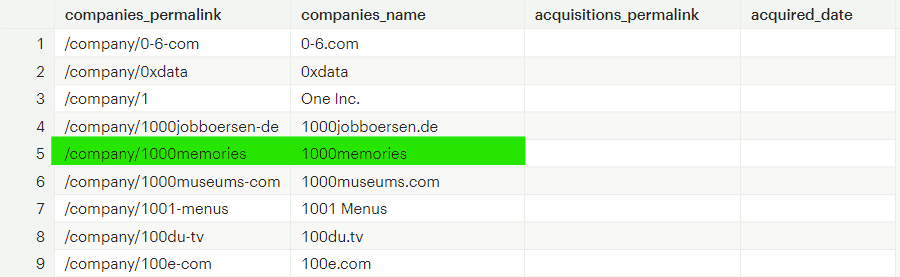 companies_permalink companies_name acquisitions_permalink acquired_date
1 /company/0-6-com 0-6.com
2 /company/0xdata 0xdata
3 /company/1 One Inc.
4 /company/1000jobboersen-de 1000jobboersen.de
5 /company/1000memories 1000memories
6 /company/1000museums-com 1000museums.com
7 /company/1001-menus 1001 Menus
8 /company/100du-tv 100du.tv
9 /company/100e-com 100e.com